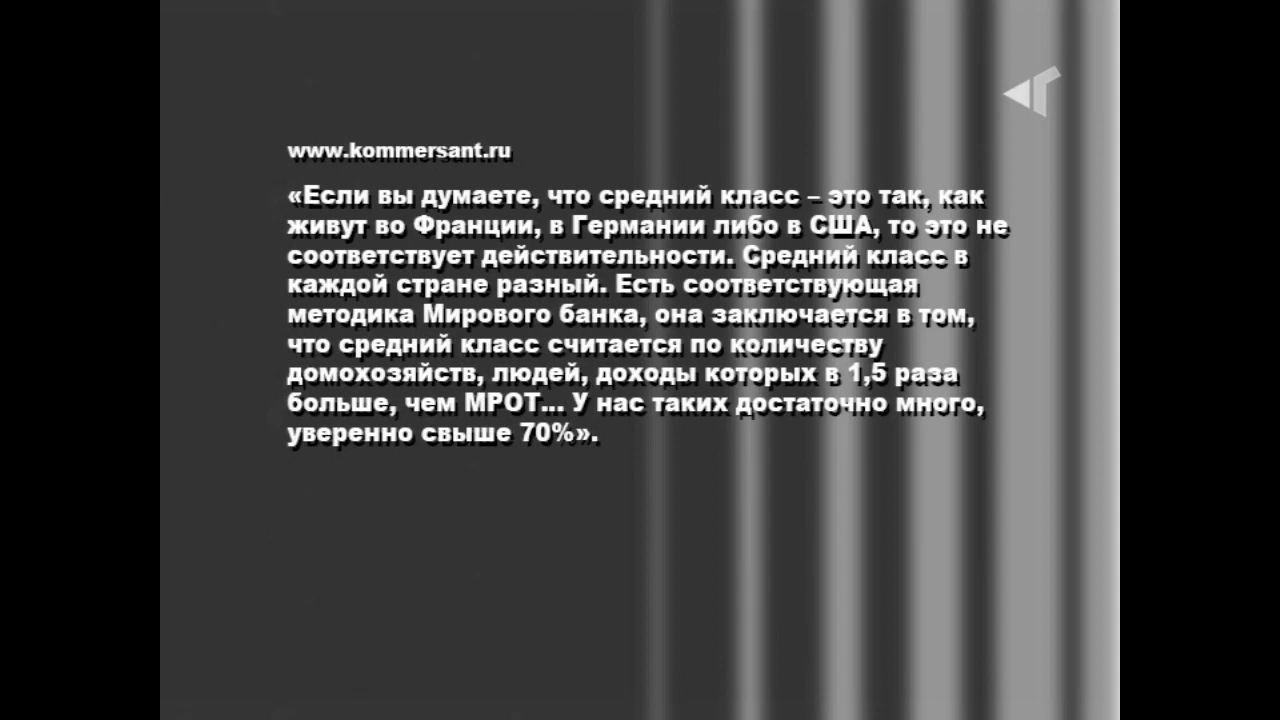 www.kommersant.ru
«Если вы думаете, что средний класс – это так, как
живут во Франции, в Германии либо в США, то это не
соответствует действительности. Средний класс в
каждой стране разный. Есть соответствующая
методика Мирового банка, она заключается в том,
что средний класс считается по количеству
домохозяйств, людей, доходы которых в 1,5 раза
больше, чем МРОТ... У нас таких достаточно много,
уверенно свыше 70%».